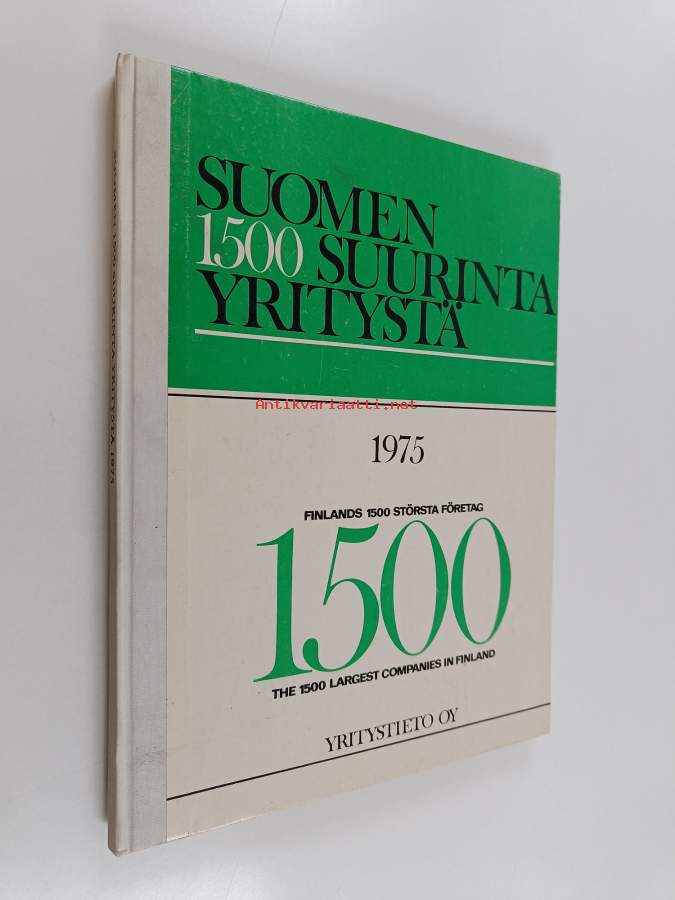 SUOMEN
1500 SUURINTA
YRITYSTÄ
Antikvariaatti.net
1975
FINLANDS 1500 STÖRSTA FÖRETAG
1500
THE 1500 LARGEST COMPANIES IN FINLAND
YRITYSTIETO OY
SUOMEN 1500 SUURINTA YRITYSTÄ 1975